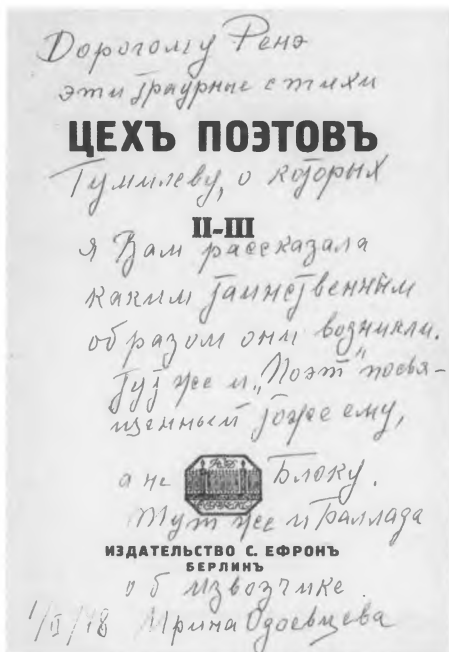 Дорогому Ренэ
эти траурные стихи
ЦЕХЪ ПОЭТОВЪ
Гумилеву, о которых
II-III
я Вам рассказала
каким таинственным
образом они возникли.
Тут же и „Поэт" посвя-
щенный тоже ему,
а не Блоку.
Тут же и Баллада
ИЗДАТЕЛЬСТВО С. ЕФРОНЪ
БЕРЛИНЪ
об извозчике.
1/II/78 Ирина Одоевцева